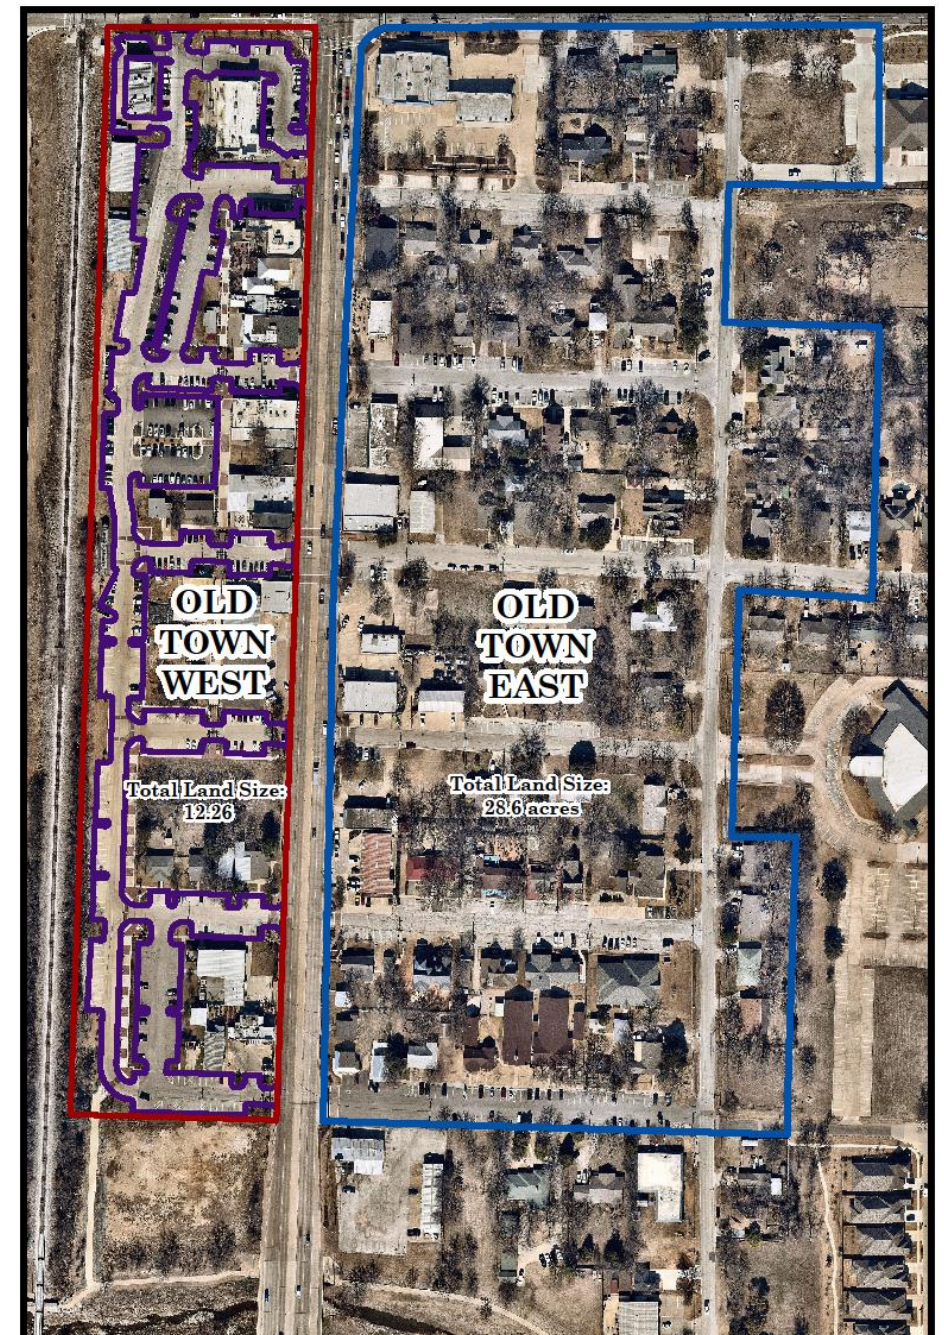 OLD
TOWN
WEST
Total Land Size:
12.26
OLD
TOWN
EAST
Total Land Size:
28.6 acres